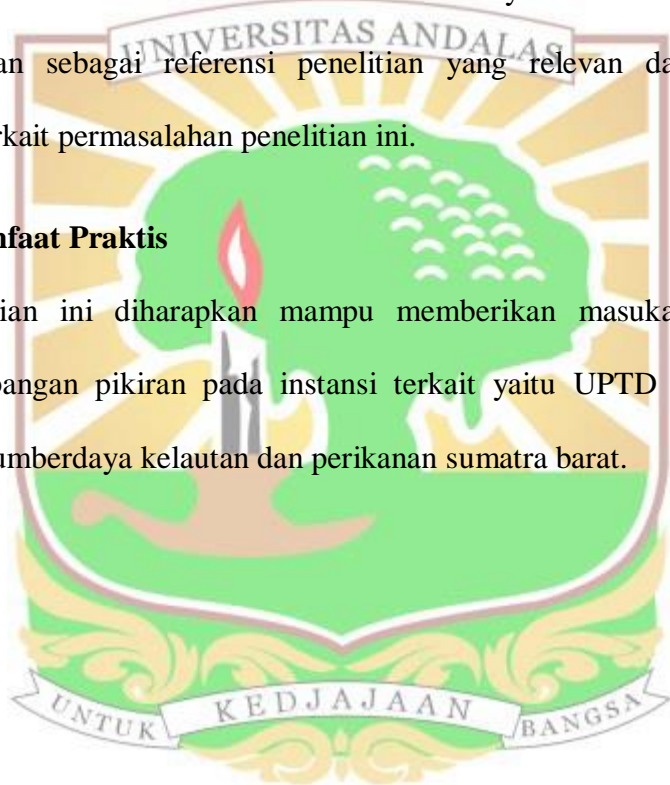 UNIVERSITAS ANDALAS
an sebagai referensi penelitian yang relevan da
rkait permasalahan penelitian ini.
nfaat Praktis
ian ini diharapkan mampu memberikan masuka
bangan pikiran pada instansi terkait yaitu UPTD
umberdaya kelautan dan perikanan sumatra barat.
UNTUK KEDJAJAAN BANGSA